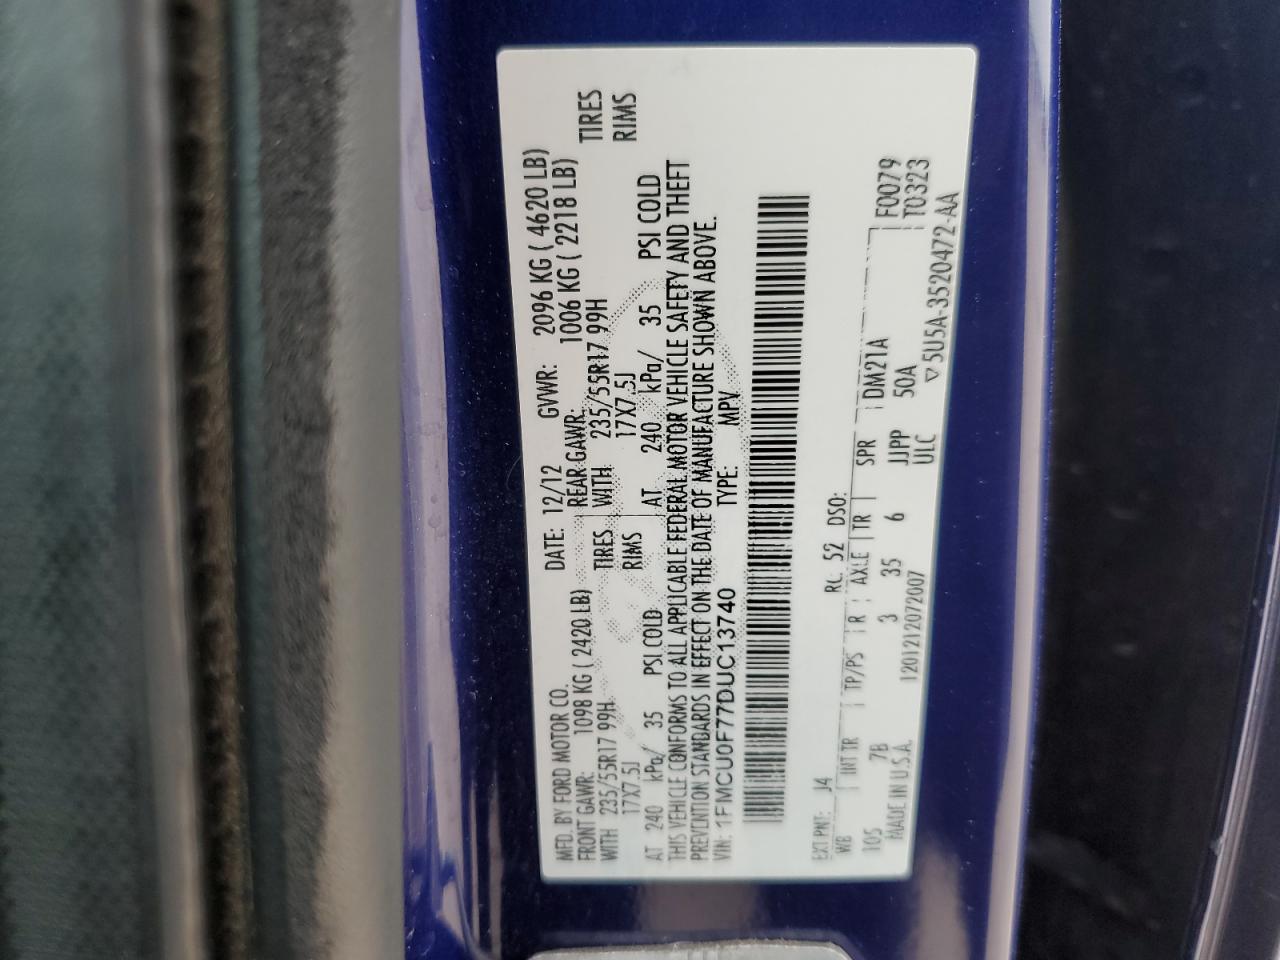 MFD. BY FORD MOTOR CO.
DATE: 12/12 GVWR: 2096 KG ( 4620 LB)
FRONT GAWR: 1098 KG ( 2420 LB) REAR GAWR: 1006 KG ( 2218 LB)
WITH 235/55R17 99H TIRES WITH 235/55R17 99H TIRES
17X7.5J RIMS 17X7.5J RIMS
AT 240 kPa/ 35 PSI COLD AT 240 kPa/ 35 PSI COLD
THIS VEHICLE CONFORMS TO ALL APPLICABLE FEDERAL MOTOR VEHICLE SAFETY AND THEFT
PREVENTION STANDARDS IN EFFECT ON THE DATE OF MANUFACTURE SHOWN ABOVE.
VIN: 1FMCU0F77DUC13740 TYPE: MPV
EXT PNT: J4 RC: 52 DSO:
WB INT TR TP/PS R AXLE TR SPR DM21A F0079
105 7B 3 35 6 JJPP 50A T0323
MADE IN U.S.A. 1201212072007 ULC ▽5U5A-3520472-AA